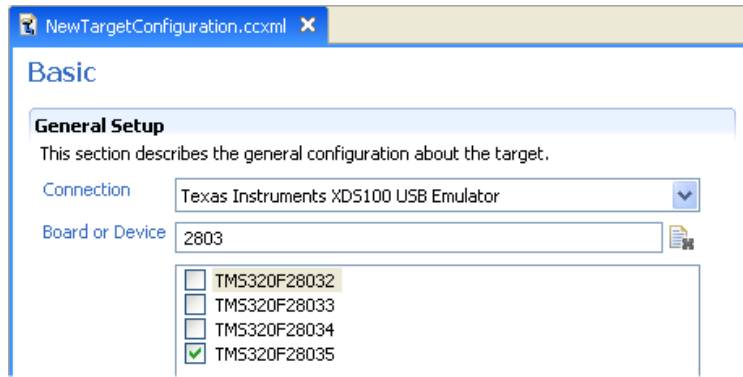 NewTargetConfiguration.ccxml
Basic
General Setup
This section describes the general configuration about the target.
Connection Texas Instruments XDS100 USB Emulator
Board or Device 2803
TMS320F28032
TMS320F28033
TMS320F28034
TMS320F28035